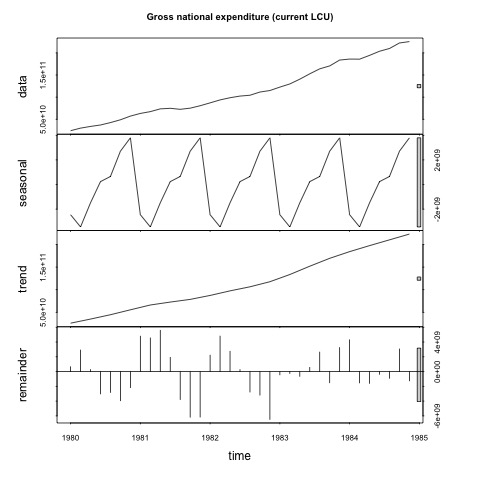 Gross national expenditure (current LCU)
data
5.0e+10
1.5e+11
seasonal
-2e+09
2e+09
trend
5.0e+10
1.5e+11
remainder
-6e+09
0e+00
4e+09
1980
1981
1982
1983
1984
1985
time